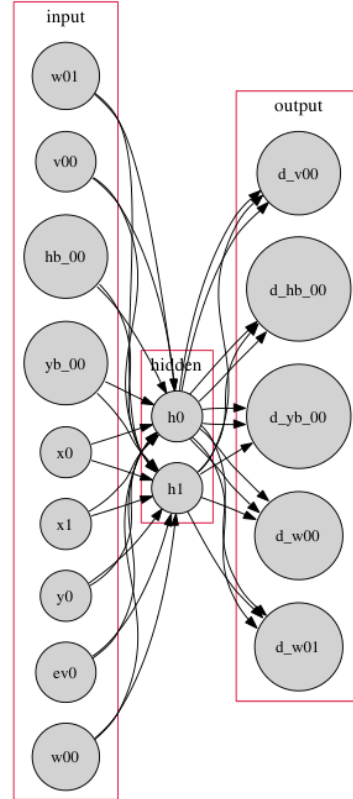 input
w01
v00
hb_00
yb_00
x0
x1
y0
ev0
w00
hidden
h0
h1
output
d_v00
d_hb_00
d_yb_00
d_w00
d_w01